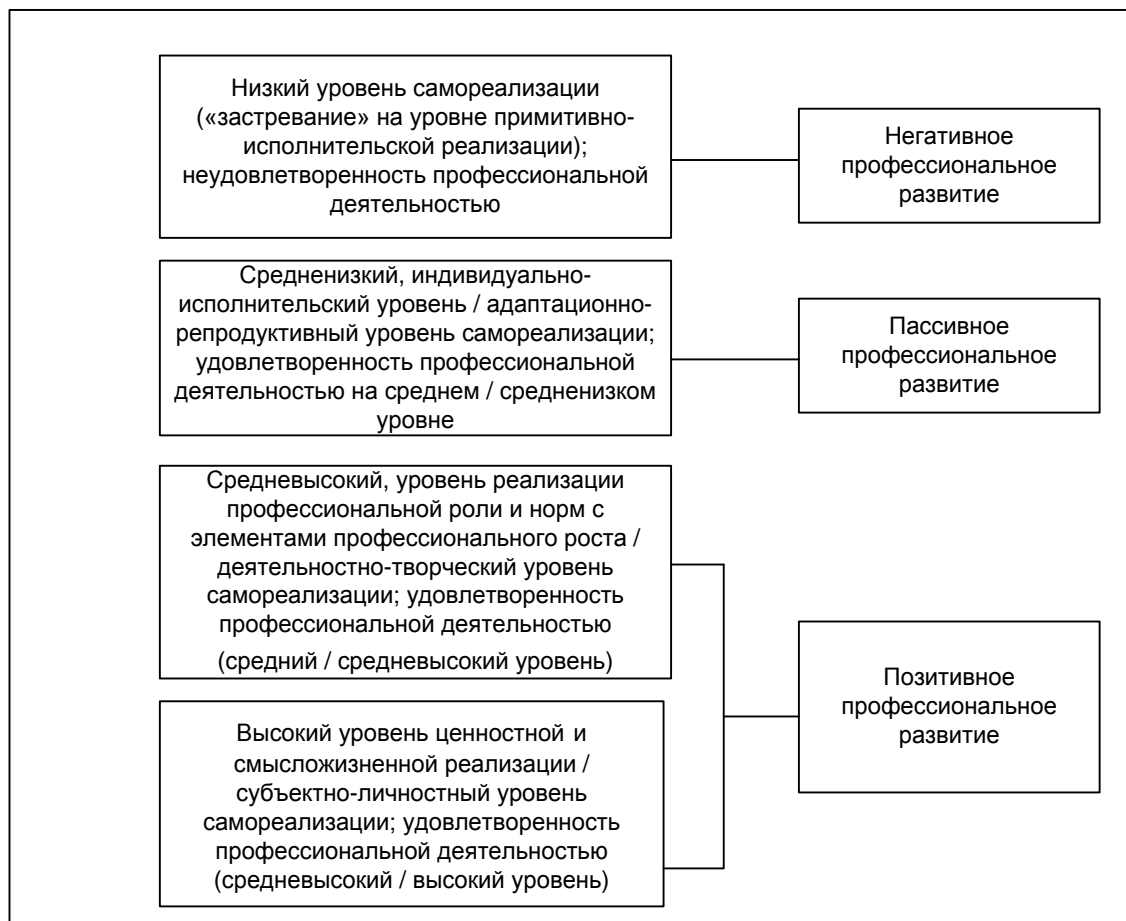 Низкий уровень самореализации
(«застревание» на уровне примитивно-
исполнительской реализации);
неудовлетворенность профессиональной
деятельностью
Негативное
профессиональное
развитие
Средненизкий, индивидуально-
исполнительский уровень / адаптационно-
репродуктивный уровень самореализации;
удовлетворенность профессиональной
деятельностью на среднем / средненизком
уровне
Пассивное
профессиональное
развитие
Средневысокий, уровень реализации
профессиональной роли и норм с
элементами профессионального роста /
деятельностно-творческий уровень
самореализации; удовлетворенность
профессиональной деятельностью
(средний / средневысокий уровень)
Высокий уровень ценностной и
смысложизненной реализации /
субъектно-личностный уровень
самореализации; удовлетворенность
профессиональной деятельностью
(средневысокий / высокий уровень)
Позитивное
профессиональное
развитие